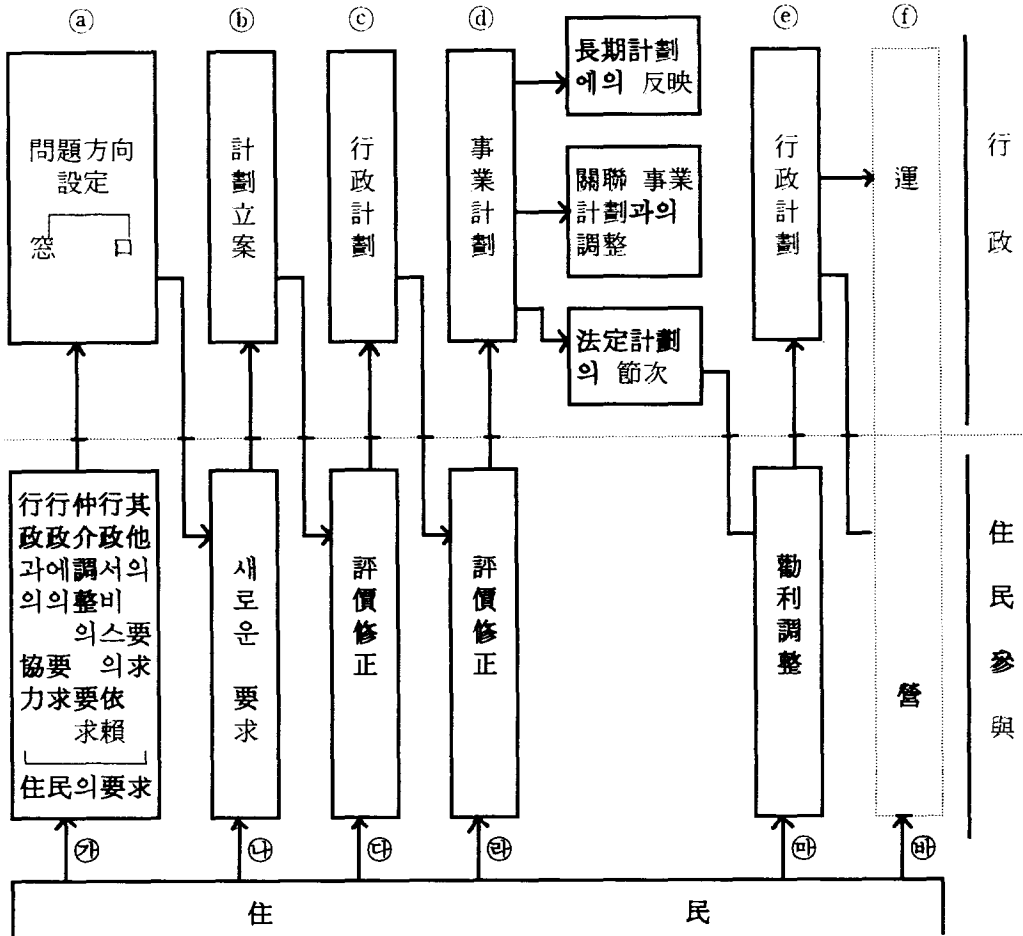 ⓐ
ⓑ
ⓒ
ⓓ
ⓔ
ⓕ
問題方向
設定
窓 口
計劃立案
行政計劃
事業計劃
長期計劃
에의 反映
關聯 事業
計劃과의
調整
法定計劃
의 節次
行政計劃
運營
行政
行政과의 協力
行政에의 要求
仲介調整의 要求
行政서비스의 依賴
其他의 要求
住民의要求
새로운 要求
評價修正
評價修正
勸利調整
住民參與
㉮
㉯
㉰
㉱
㉲
㉳
住 民